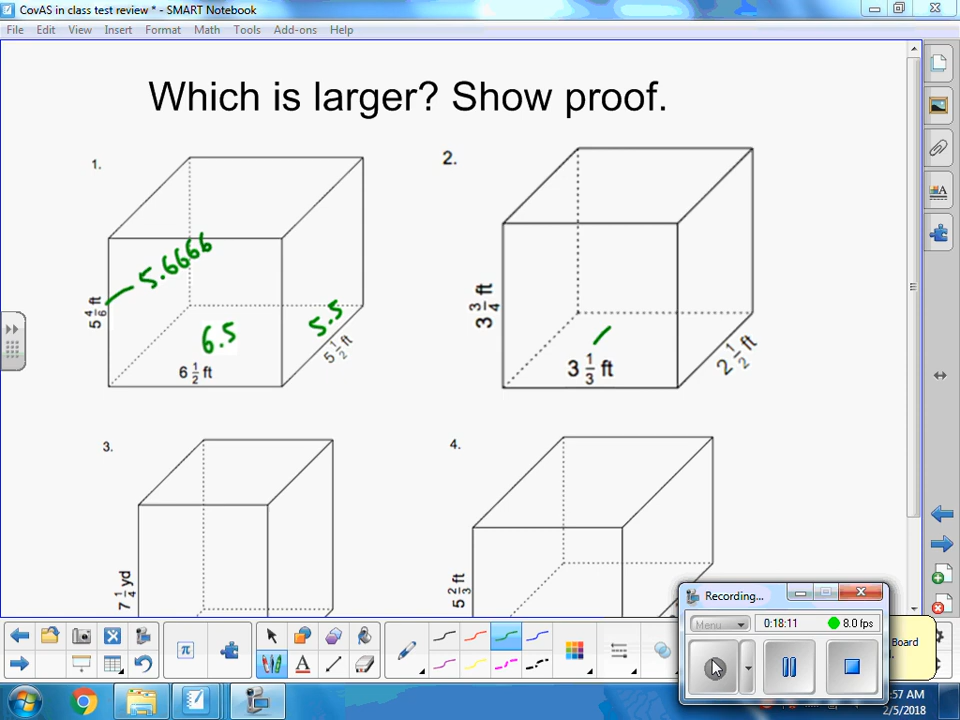 CovAS in class test review * - SMART Notebook
File Edit View Insert Format Math Tools Add-ons Help
Which is larger? Show proof.
1.
5.6666
5 4/6 ft
6.5
6 1/2 ft
5.5
5 1/2 ft
2.
3 3/4 ft
3 1/3 ft
2 1/2 ft
3.
7 1/4 yd
4.
5 2/3 ft
Recording...
Menu
0:18:11
8.0 fps
Board
π
A
:57 AM
2/5/2018